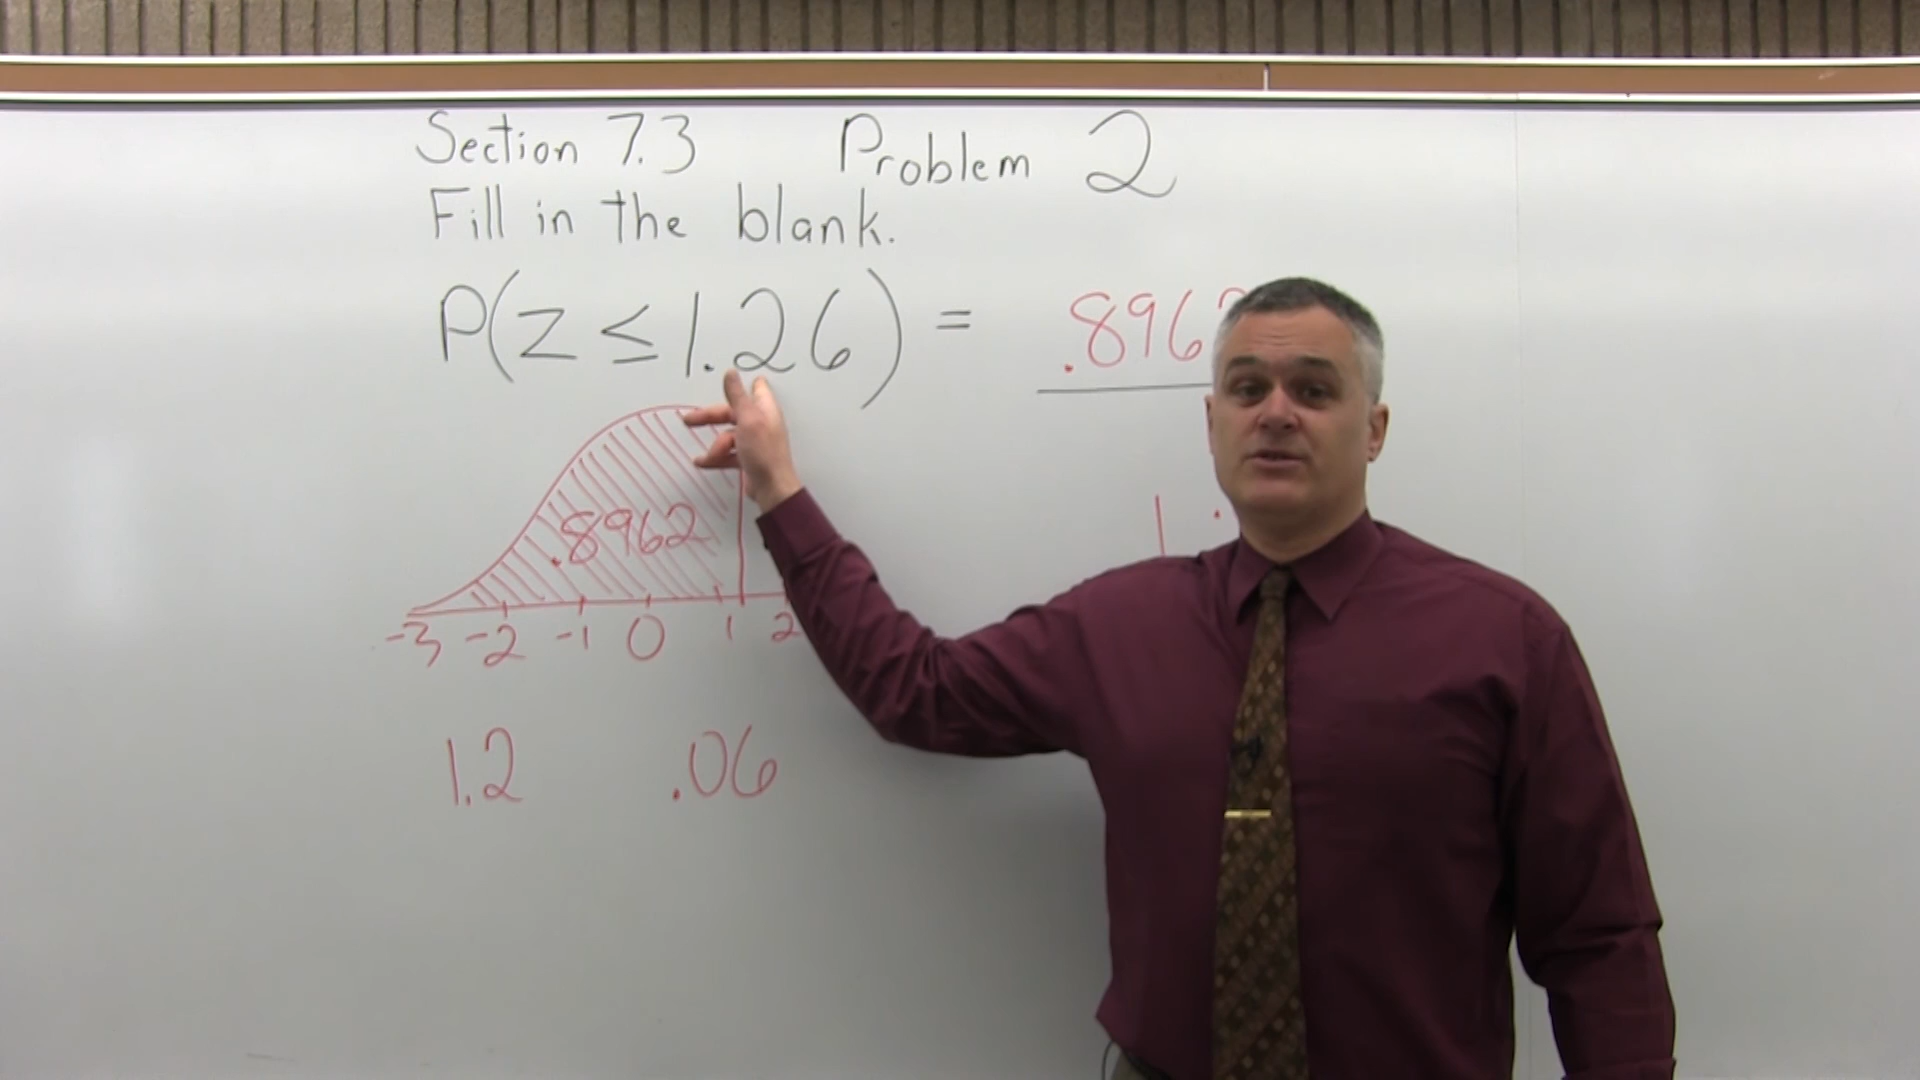 Section 7.3 Problem 2
Fill in the blank.
P(z ≤ 1.26) = .896
.8962
-3 -2 -1 0 1 2
1.2 .06